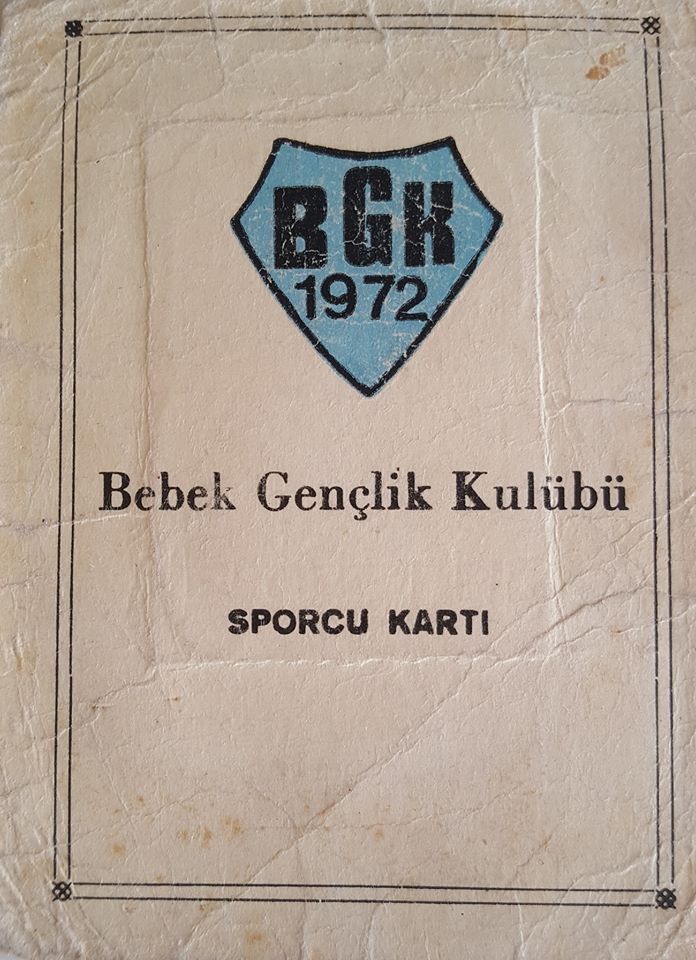 BGK
1972
Bebek Gençlik Kulübü
SPORCU KARTI